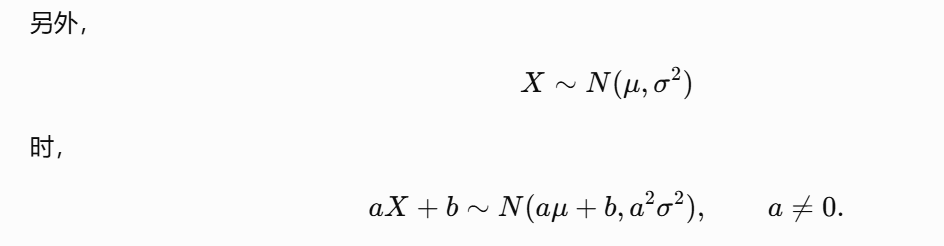 另外，
X ∼ N(μ, σ²)
时，
aX + b ∼ N(aμ + b, a²σ²), a ≠ 0.